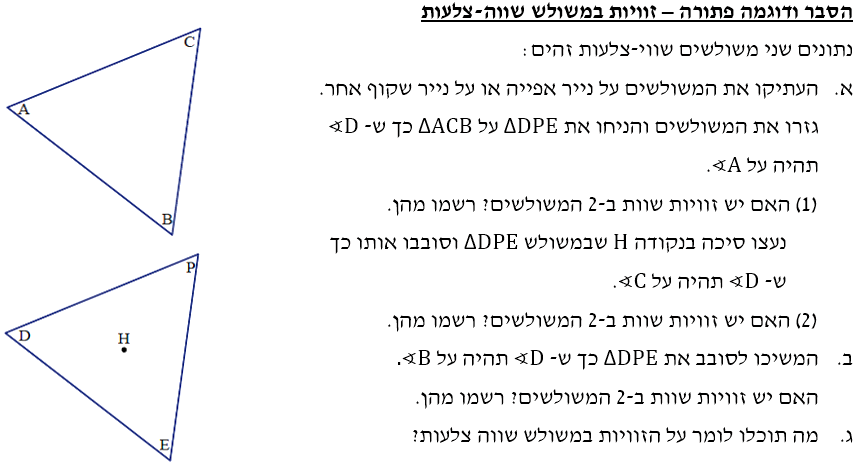 הסבר ודוגמה פתורה – זוויות במשולש שווה-צלעות
נתונים שני משולשים שווי-צלעות זהים:
א. העתיקו את המשולשים על נייר אפייה או על נייר שקוף אחר.
גזרו את המשולשים והניחו את ΔDPE על ΔACB כך ש- ∢D
תהיה על ∢A.
(1) האם יש זוויות שוות ב-2 המשולשים? רשמו מהן.
נעצו סיכה בנקודה H שבמשולש ΔDPE וסובבו אותו כך
ש- ∢D תהיה על ∢C.
(2) האם יש זוויות שוות ב-2 המשולשים? רשמו מהן.
ב. המשיכו לסובב את ΔDPE כך ש- ∢D תהיה על ∢B.
האם יש זוויות שוות ב-2 המשולשים? רשמו מהן.
ג. מה תוכלו לומר על הזוויות במשולש שווה צלעות?
C
A
B
P
D
H
E